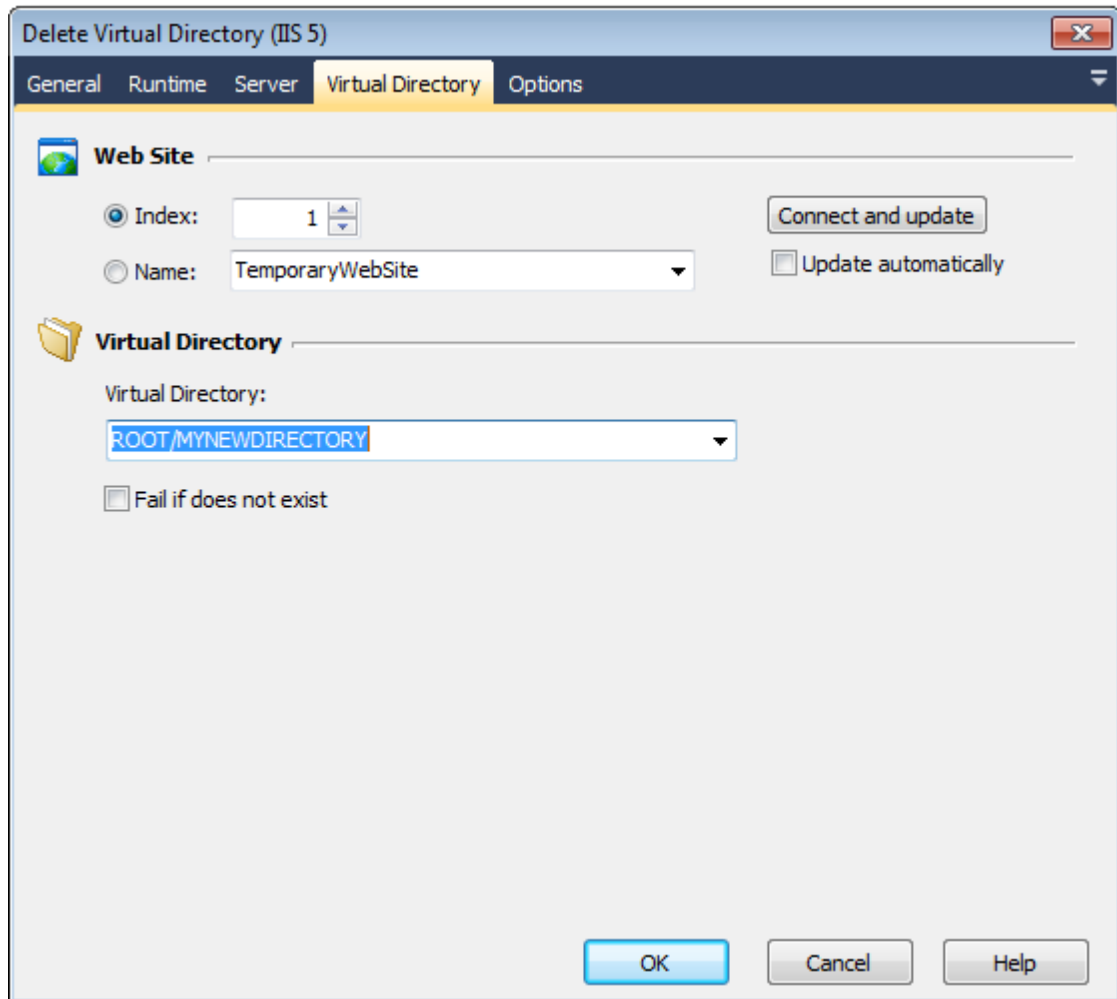 Delete Virtual Directory (IIS 5)
General Runtime Server Virtual Directory Options
Web Site
Index: 1 Connect and update
Name: TemporaryWebSite Update automatically
Virtual Directory
Virtual Directory:
ROOT/MYNEWDIRECTORY
Fail if does not exist
OK Cancel Help